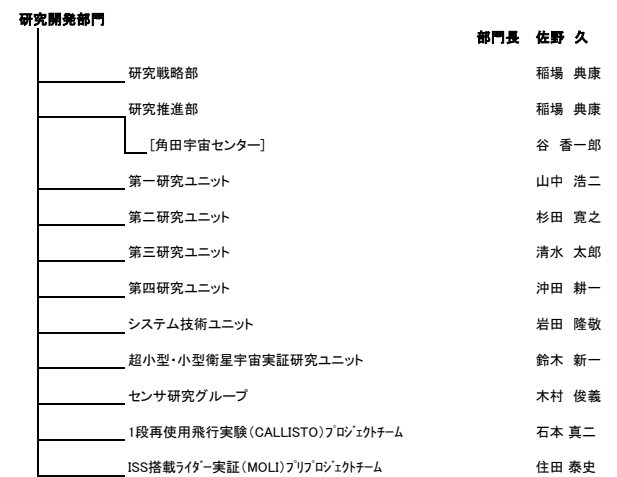 研究開発部門
部門長 佐野 久
研究戦略部 稲場 典康
研究推進部 稲場 典康
[角田宇宙センター] 谷 香一郎
第一研究ユニット 山中 浩二
第二研究ユニット 杉田 寛之
第三研究ユニット 清水 太郎
第四研究ユニット 沖田 耕一
システム技術ユニット 岩田 隆敬
超小型・小型衛星宇宙実証研究ユニット 鈴木 新一
センサ研究グループ 木村 俊義
1段再使用飛行実験(CALLISTO)プロジェクトチーム 石本 真二
ISS搭載ライダー実証(MOLI)プリプロジェクトチーム 住田 泰史